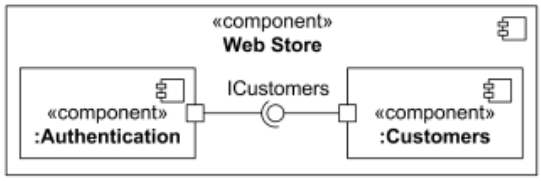 «component»
Web Store
ICustomers
«component»
:Authentication
«component»
:Customers